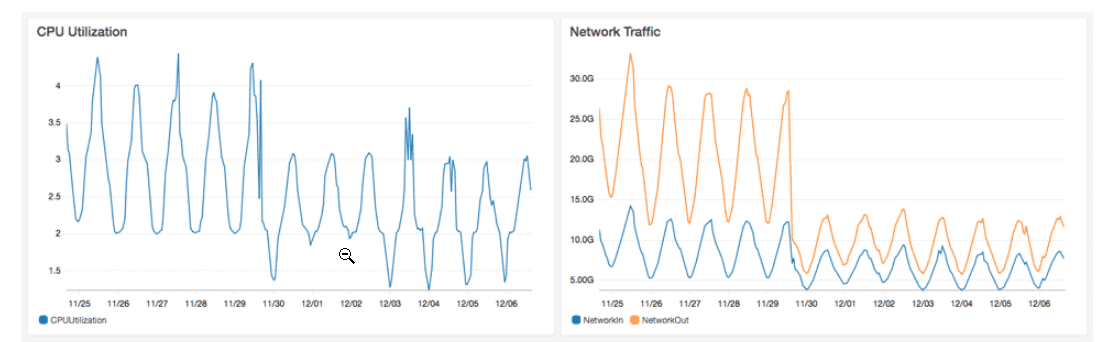 CPU Utilization
4
3.5
3
2.5
2
1.5
11/25 11/26 11/27 11/28 11/29 11/30 12/01 12/02 12/03 12/04 12/05 12/06
CPUUtilization
Network Traffic
30.0G
25.0G
20.0G
15.0G
10.0G
5.00G
11/25 11/26 11/27 11/28 11/29 11/30 12/01 12/02 12/03 12/04 12/05 12/06
NetworkIn NetworkOut